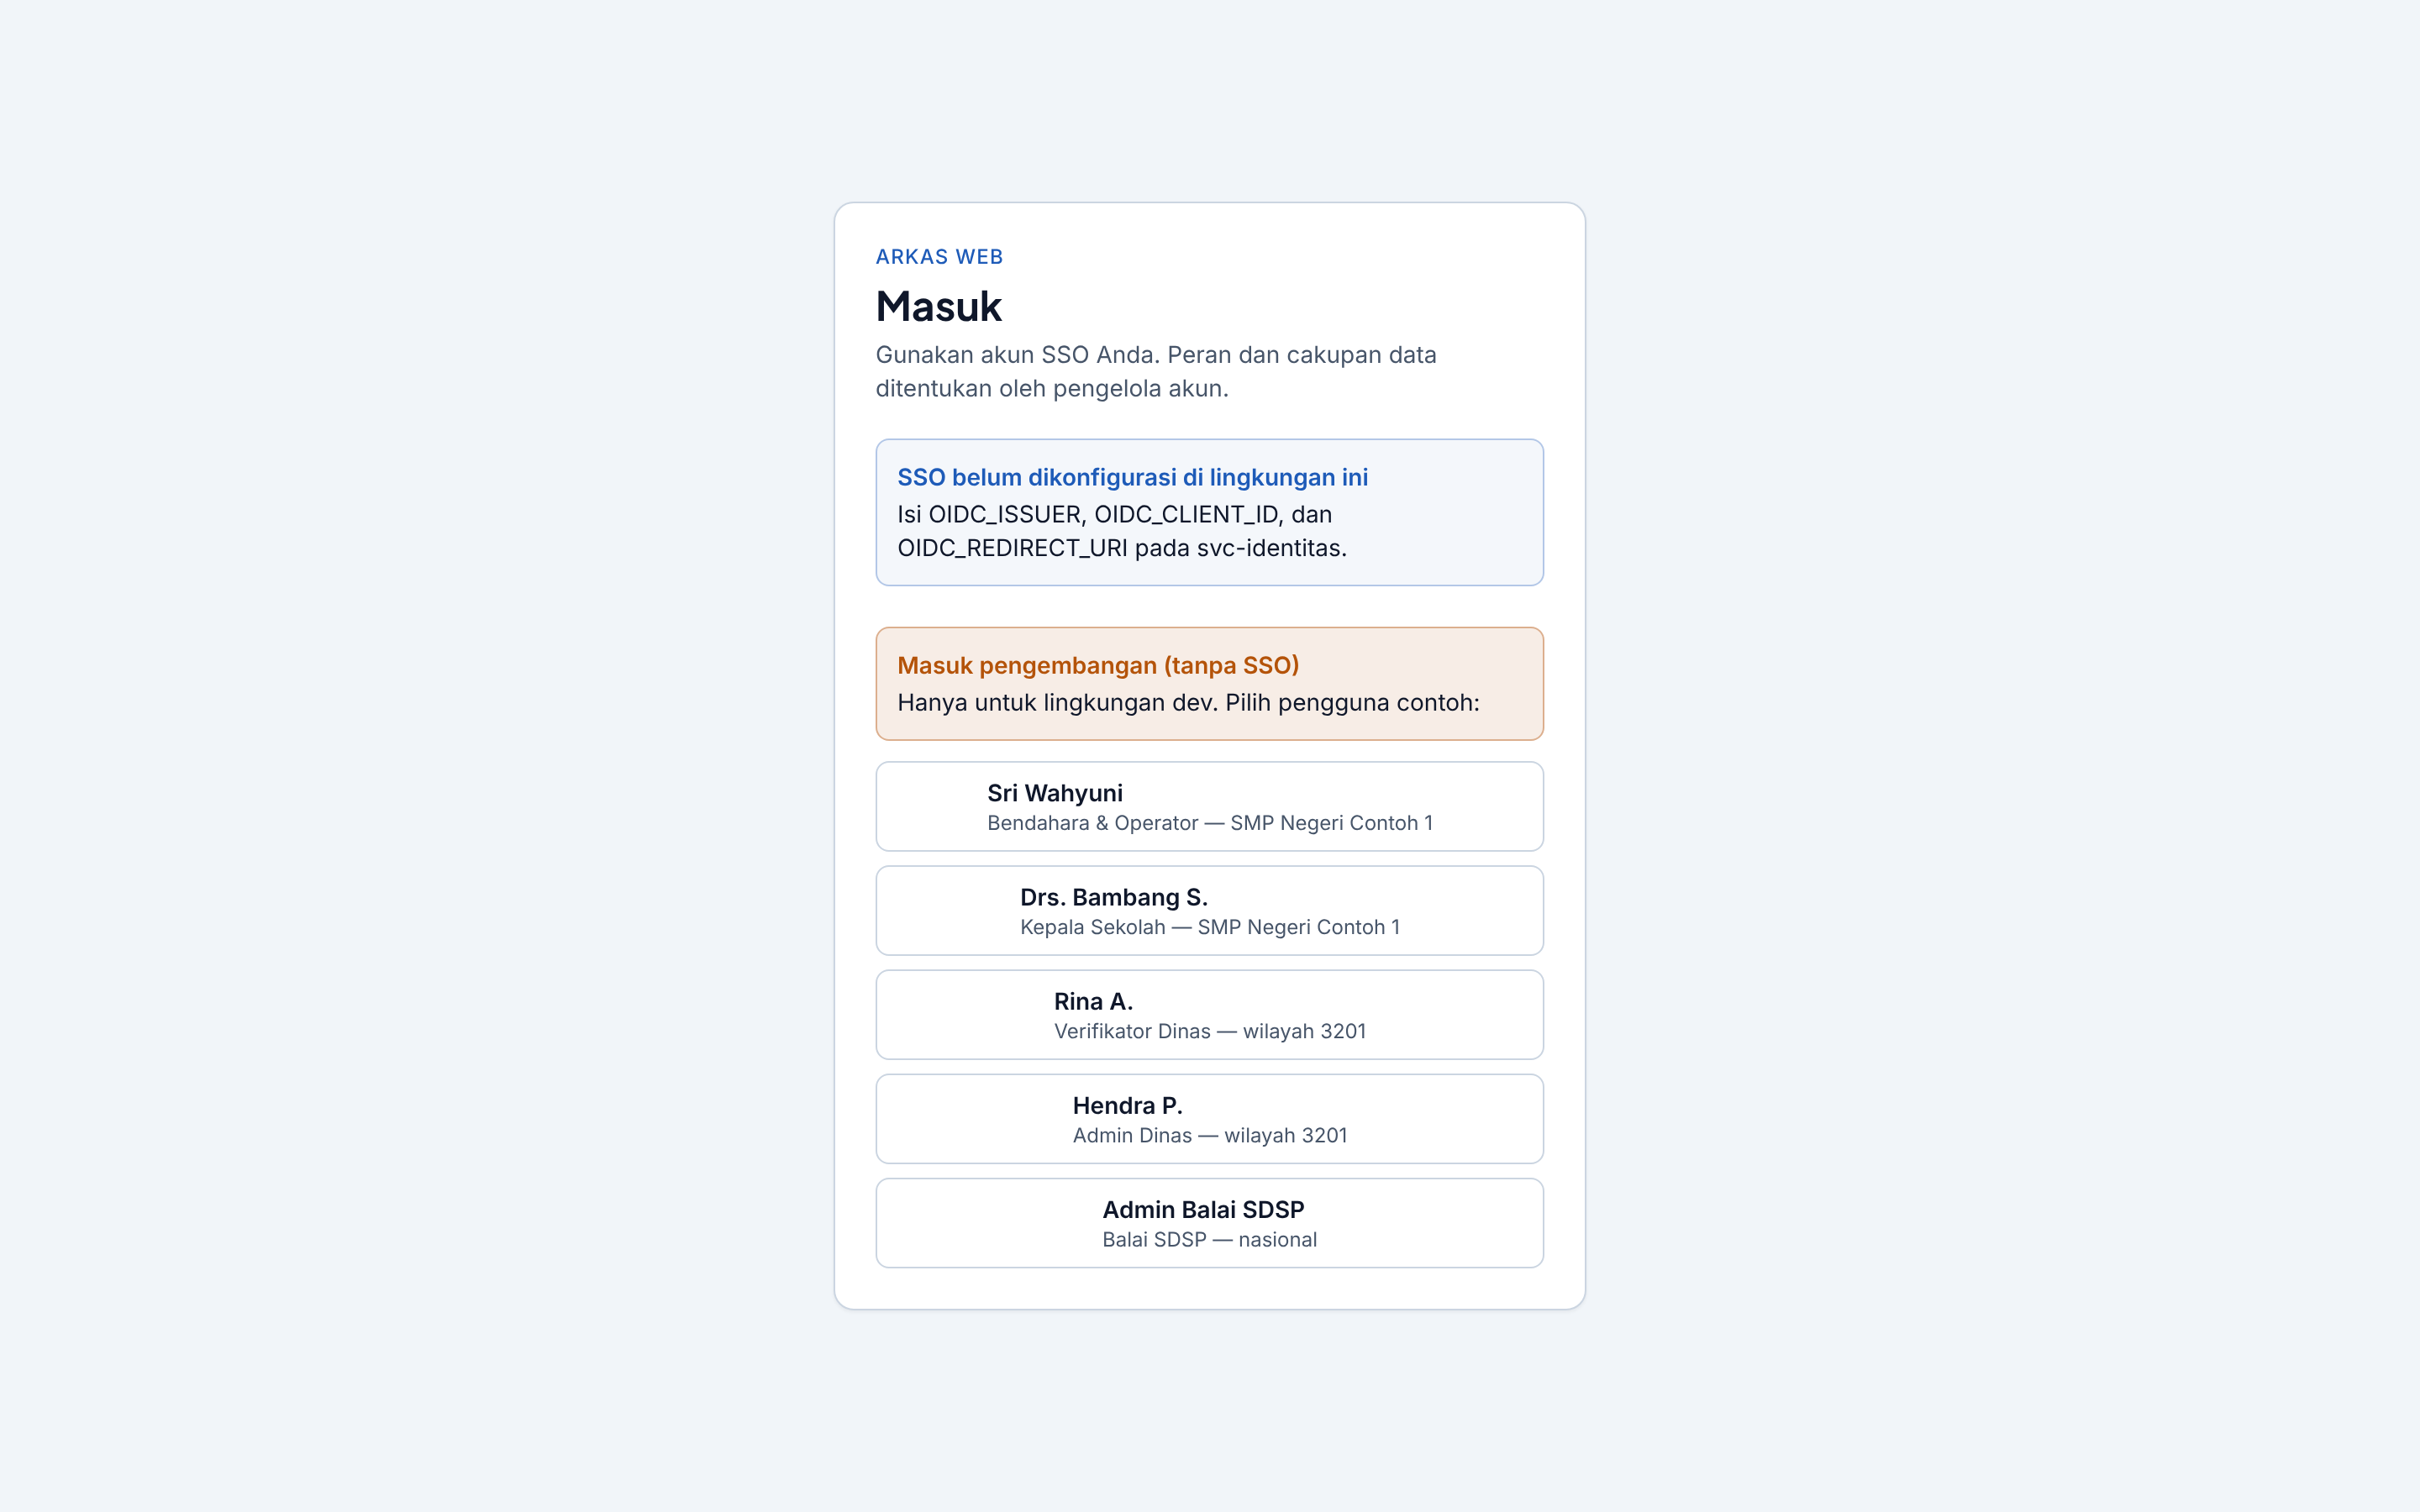 ARKAS WEB
Masuk
Gunakan akun SSO Anda. Peran dan cakupan data
ditentukan oleh pengelola akun.
SSO belum dikonfigurasi di lingkungan ini
Isi OIDC_ISSUER, OIDC_CLIENT_ID, dan
OIDC_REDIRECT_URI pada svc-identitas.
Masuk pengembangan (tanpa SSO)
Hanya untuk lingkungan dev. Pilih pengguna contoh:
Sri Wahyuni
Bendahara & Operator — SMP Negeri Contoh 1
Drs. Bambang S.
Kepala Sekolah — SMP Negeri Contoh 1
Rina A.
Verifikator Dinas — wilayah 3201
Hendra P.
Admin Dinas — wilayah 3201
Admin Balai SDSP
Balai SDSP — nasional